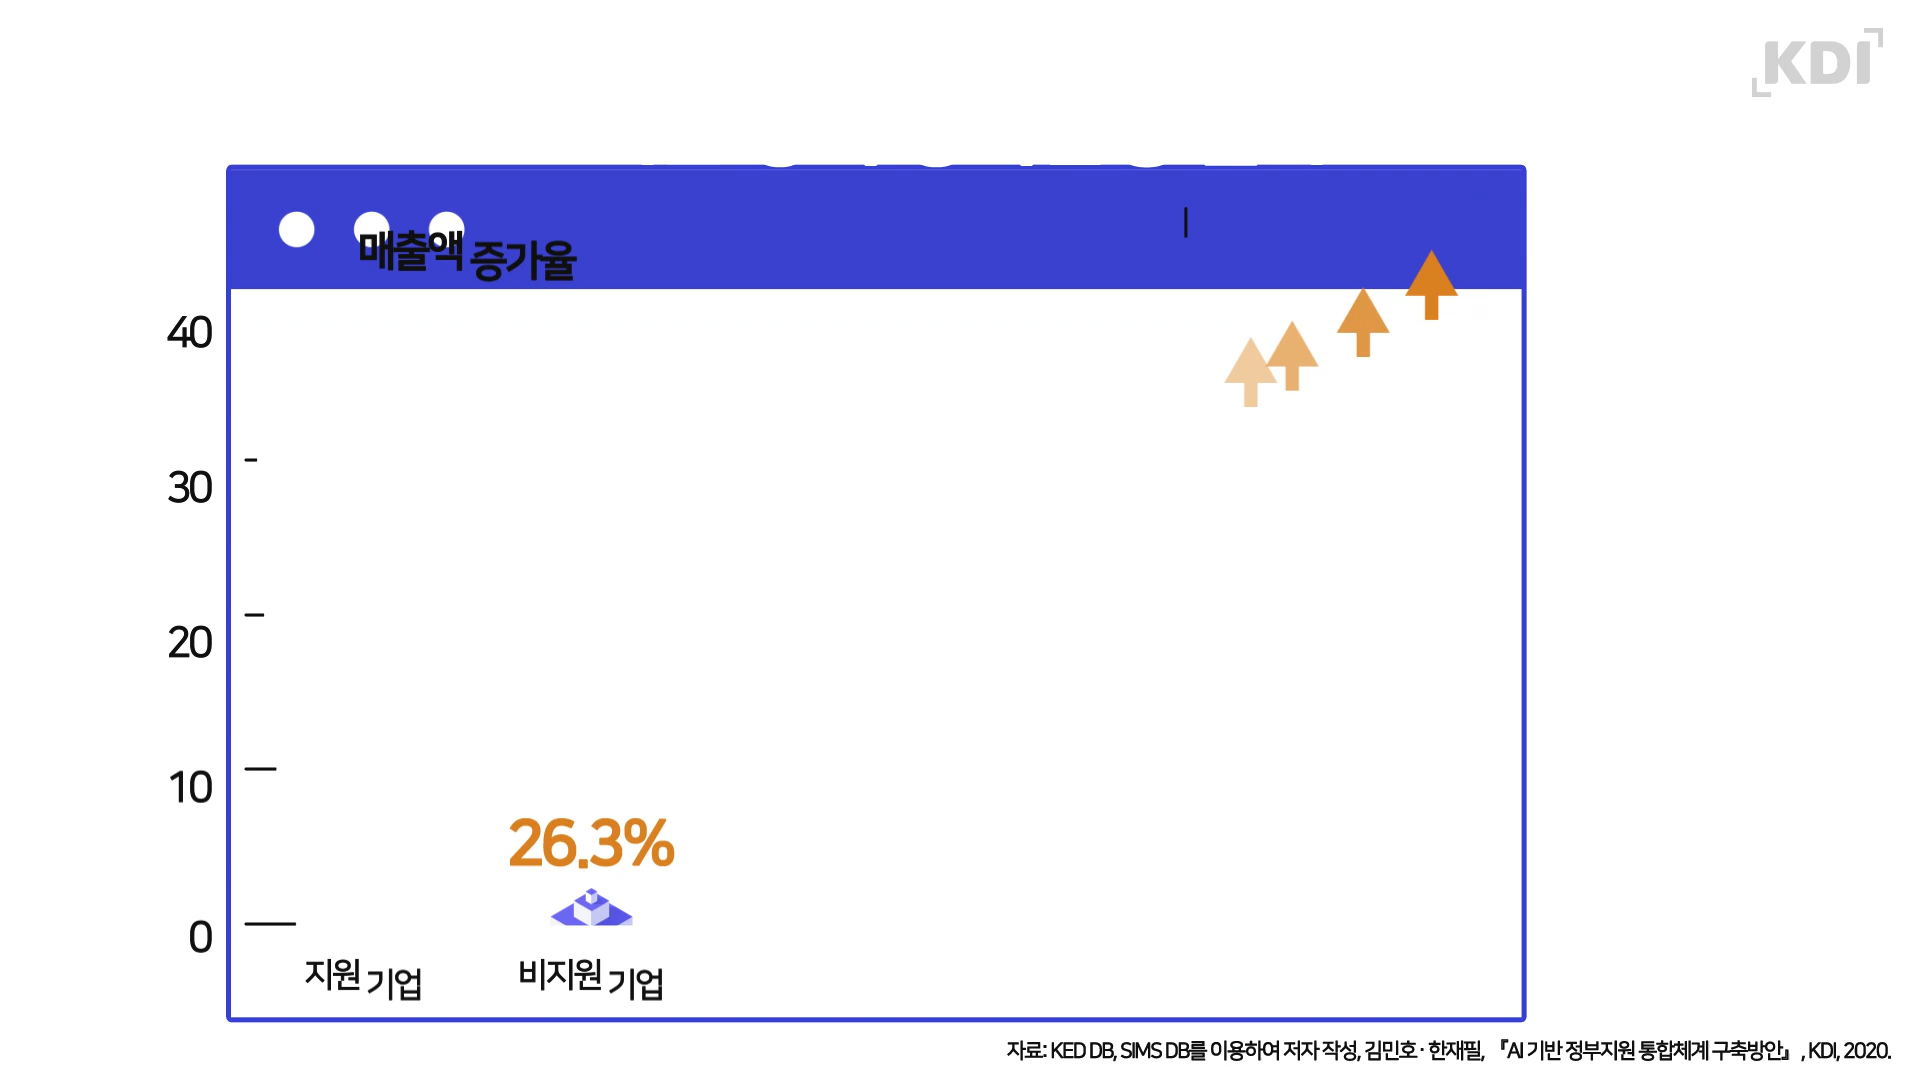 KDI
매출액 증가율
40
30
20
10
0
26.3%
지원 기업
비지원 기업
자료: KED DB, SIMS DB를 이용하여 저자 작성, 김민호 · 한재필, 『AI 기반 정부지원 통합체계 구축방안』, KDI, 2020.